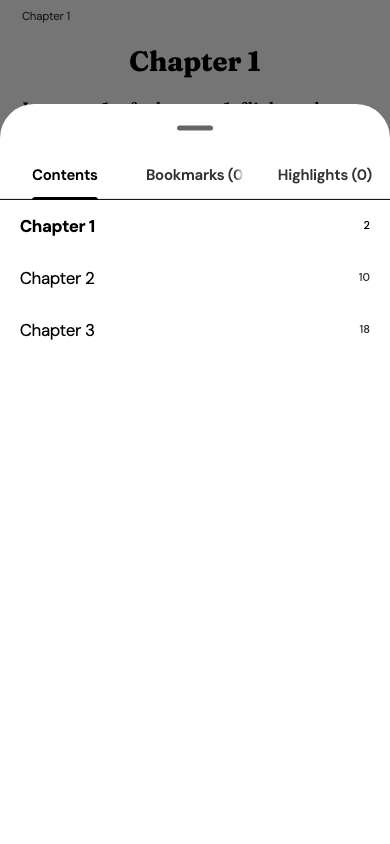 Chapter 1
Chapter 1
Contents
Bookmarks (0
Highlights (0)
Chapter 1
2
Chapter 2
10
Chapter 3
18